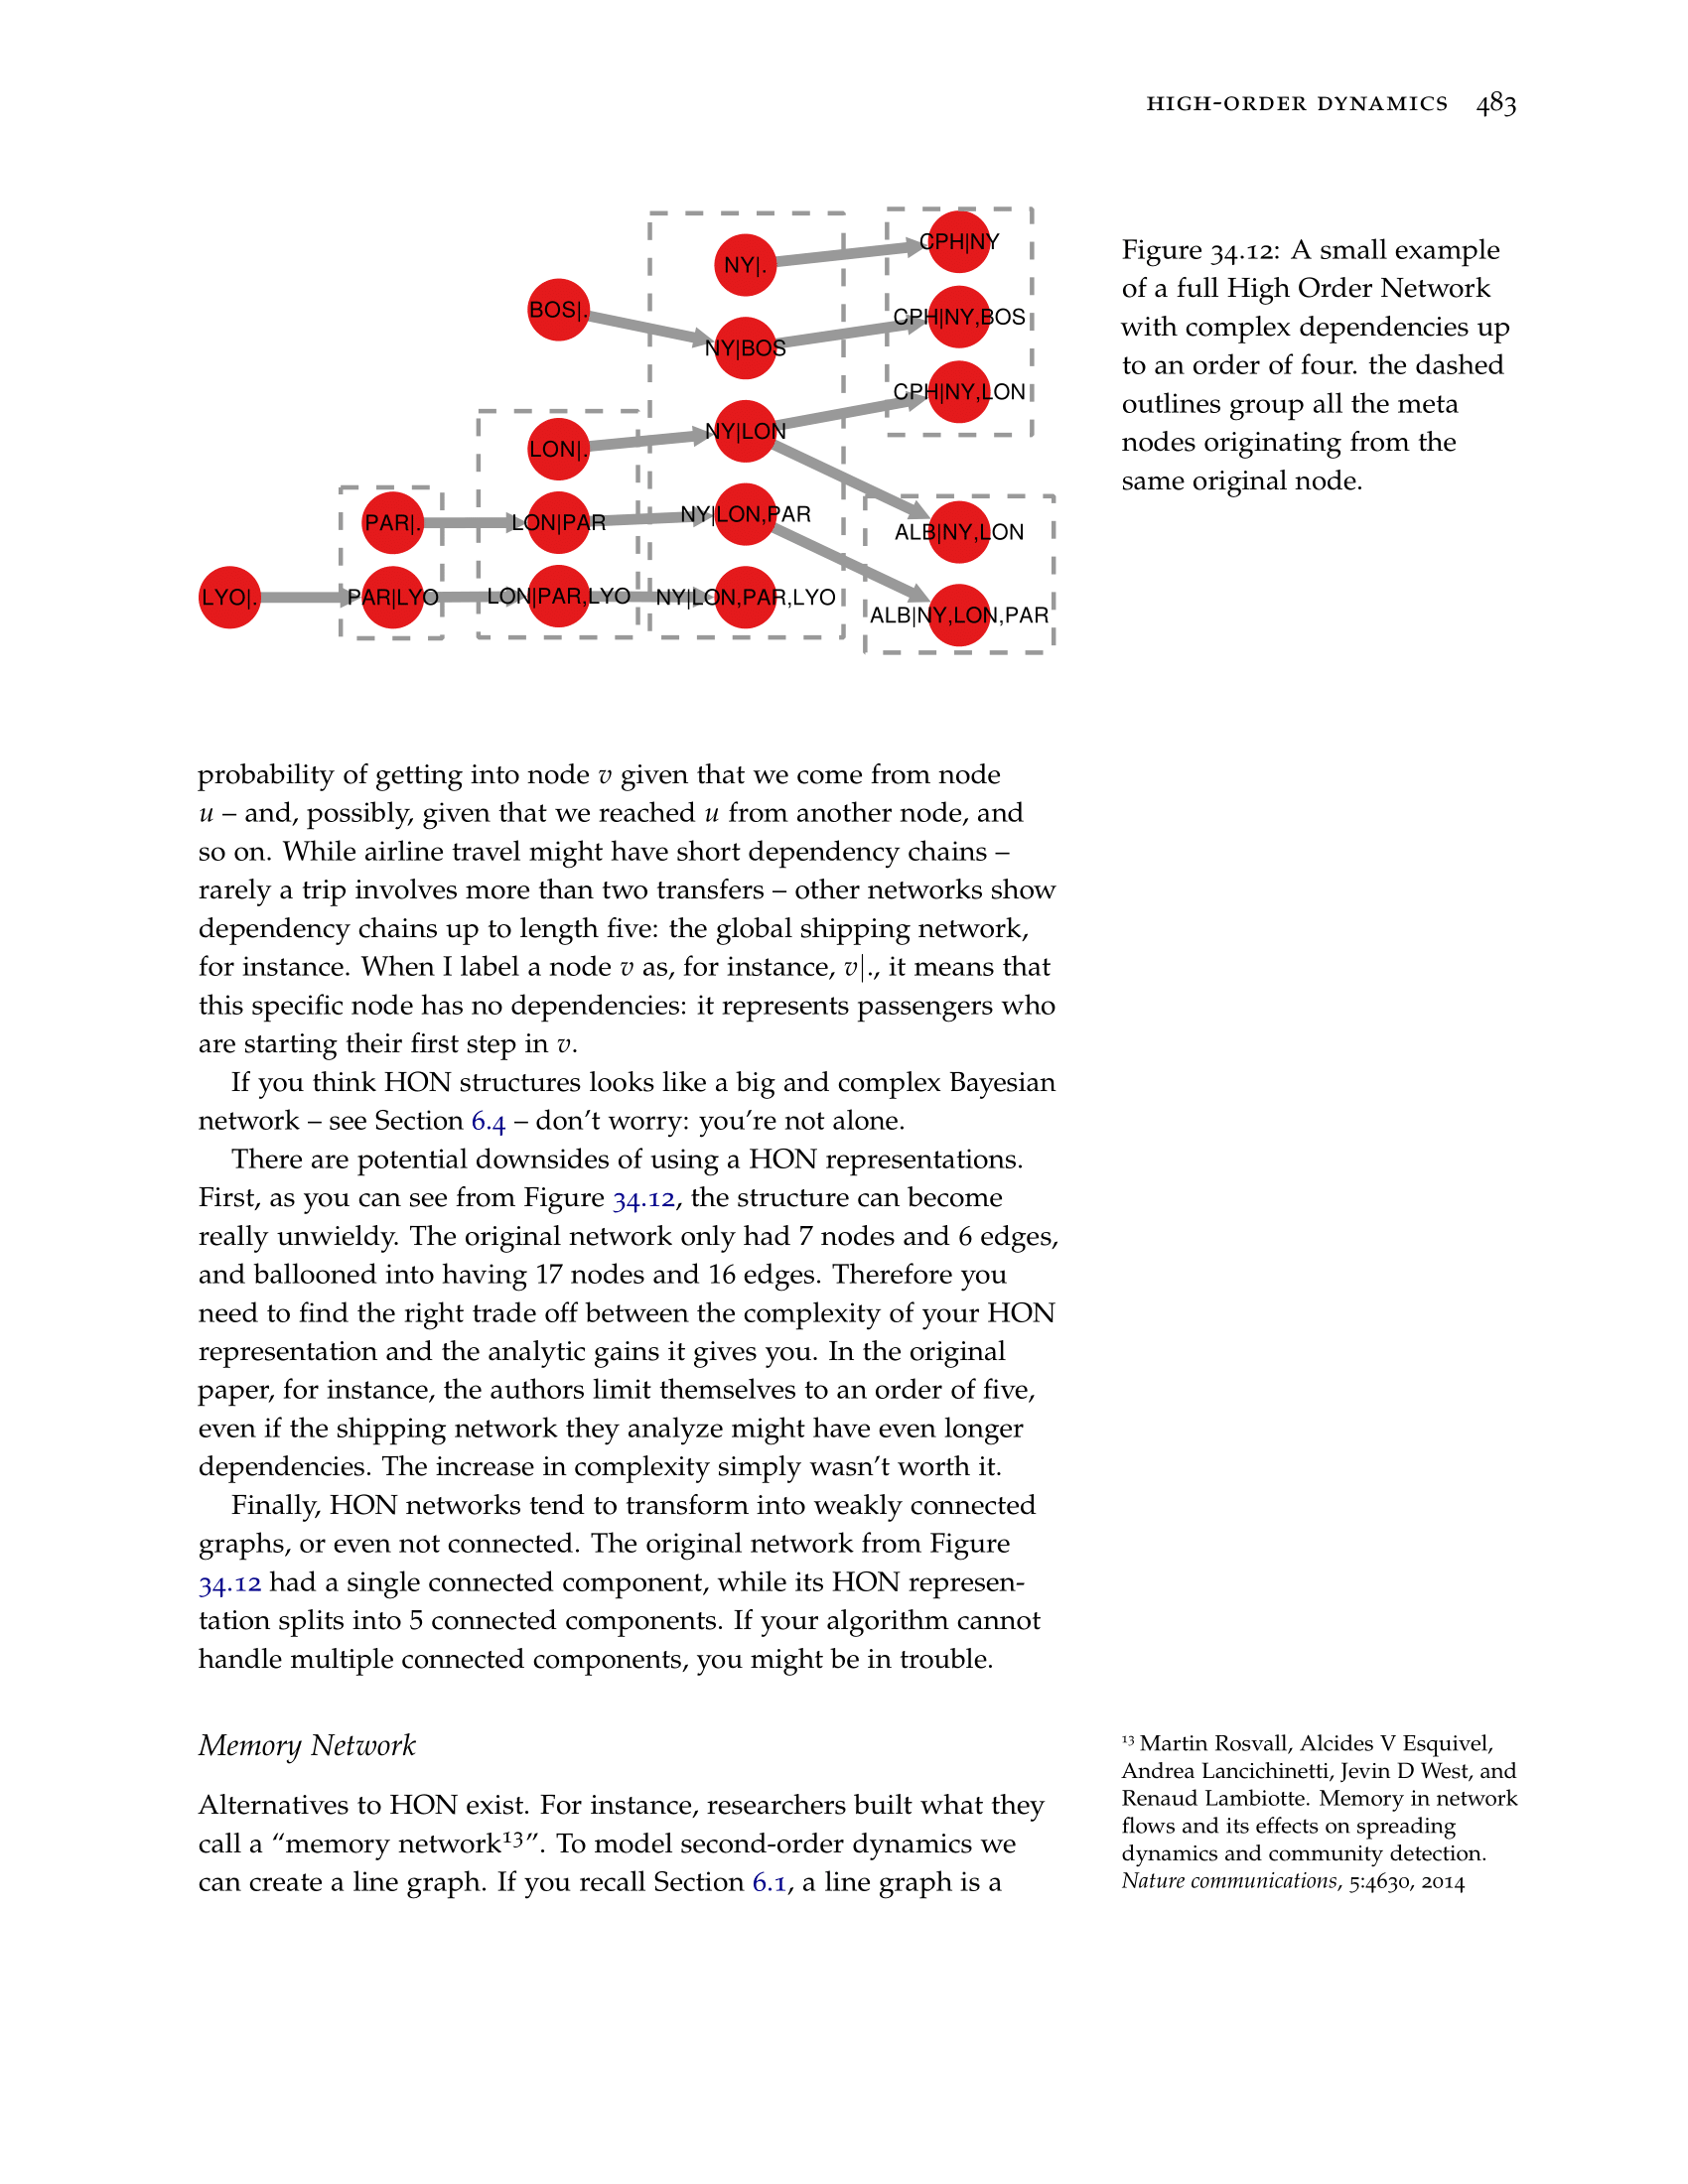 HIGH-ORDER DYNAMICS 483
CPH|NY
NY|.
BOS|.
CPH|NY,BOS
NY|BOS
CPH|NY,LON
NY|LON
LON|.
PAR|.
LON|PAR
NY|LON,PAR
ALB|NY,LON
LYO|.
PAR|LYO
LON|PAR,LYO
NY|LON,PAR,LYO
ALB|NY,LON,PAR
Figure 34.12: A small example
of a full High Order Network
with complex dependencies up
to an order of four. the dashed
outlines group all the meta
nodes originating from the
same original node.
probability of getting into node v given that we come from node
u – and, possibly, given that we reached u from another node, and
so on. While airline travel might have short dependency chains –
rarely a trip involves more than two transfers – other networks show
dependency chains up to length five: the global shipping network,
for instance. When I label a node v as, for instance, v|., it means that
this specific node has no dependencies: it represents passengers who
are starting their first step in v.
If you think HON structures looks like a big and complex Bayesian
network – see Section 6.4 – don’t worry: you’re not alone.
There are potential downsides of using a HON representations.
First, as you can see from Figure 34.12, the structure can become
really unwieldy. The original network only had 7 nodes and 6 edges,
and ballooned into having 17 nodes and 16 edges. Therefore you
need to find the right trade off between the complexity of your HON
representation and the analytic gains it gives you. In the original
paper, for instance, the authors limit themselves to an order of five,
even if the shipping network they analyze might have even longer
dependencies. The increase in complexity simply wasn’t worth it.
Finally, HON networks tend to transform into weakly connected
graphs, or even not connected. The original network from Figure
34.12 had a single connected component, while its HON represen-
tation splits into 5 connected components. If your algorithm cannot
handle multiple connected components, you might be in trouble.
Memory Network
Alternatives to HON exist. For instance, researchers built what they
call a “memory network¹³”. To model second-order dynamics we
can create a line graph. If you recall Section 6.1, a line graph is a
¹³ Martin Rosvall, Alcides V Esquivel,
Andrea Lancichinetti, Jevin D West, and
Renaud Lambiotte. Memory in network
flows and its effects on spreading
dynamics and community detection.
Nature communications, 5:4630, 2014